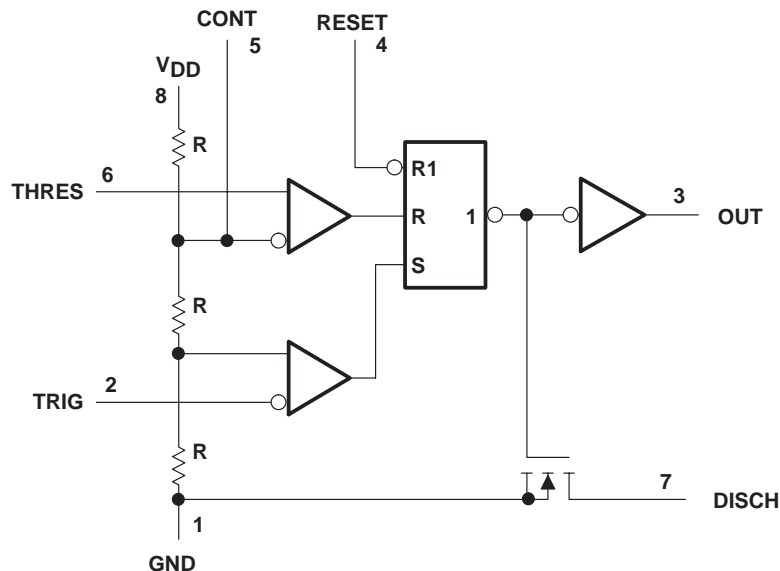 CONT
5
RESET
4
VDD
8
R
6
THRES
R1
R
1
3
OUT
S
R
2
TRIG
R
7
DISCH
1
GND